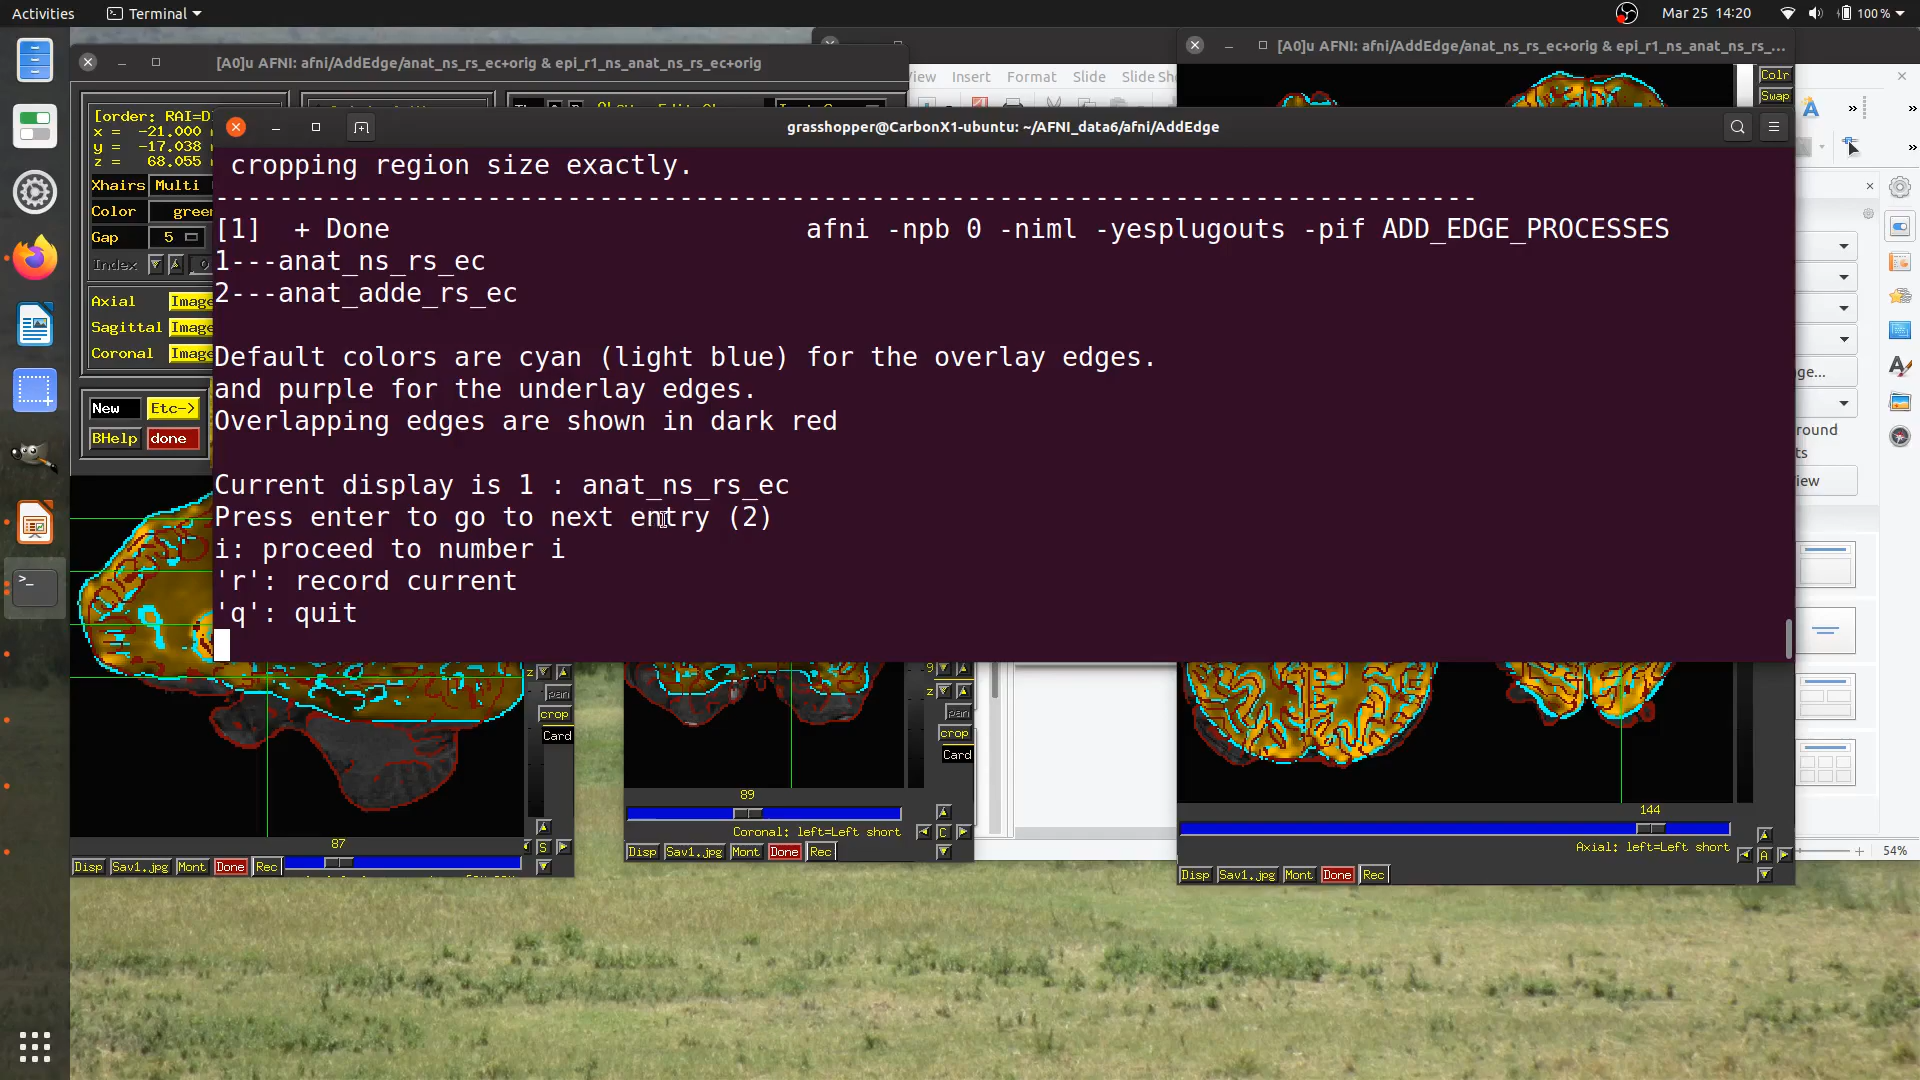 Activities
Terminal
Mar 25 14:20
100 %
[A0]u AFNI: afni/AddEdge/anat_ns_rs_ec+orig & epi_r1_ns_anat_ns_rs_ec+orig
[A0]u AFNI: afni/AddEdge/anat_ns_rs_ec+orig & epi_r1_ns_anat_ns_rs_...
Insert Format Slide
Colr
Swap
[order: RAI=D
x = -21.000
y = -17.038
z = 68.055
Xhairs Multi
Color green
Gap 5
Index
Axial Image
Sagittal Image
Coronal Image
New Etc->
BHelp done
grasshopper@CarbonX1-ubuntu: ~/AFNI_data6/afni/AddEdge
cropping region size exactly.
-------------------------------------------------------------------------------
[1]  + Done                          afni -npb 0 -niml -yesplugouts -pif ADD_EDGE_PROCESSES
1---anat_ns_rs_ec
2---anat_adde_rs_ec
Default colors are cyan (light blue) for the overlay edges.
and purple for the underlay edges.
Overlapping edges are shown in dark red
Current display is 1 : anat_ns_rs_ec
Press enter to go to next entry (2)
i: proceed to number i
'r': record current
'q': quit
z
pan
crop
Card
87
S
Disp Sav1.jpg Mont Done Rec
9
z
pan
crop
Card
89
Coronal: left=Left short
C
Disp Sav1.jpg Mont Done Rec
144
Axial: left=Left short
A
Disp Sav1.jpg Mont Done Rec
54%